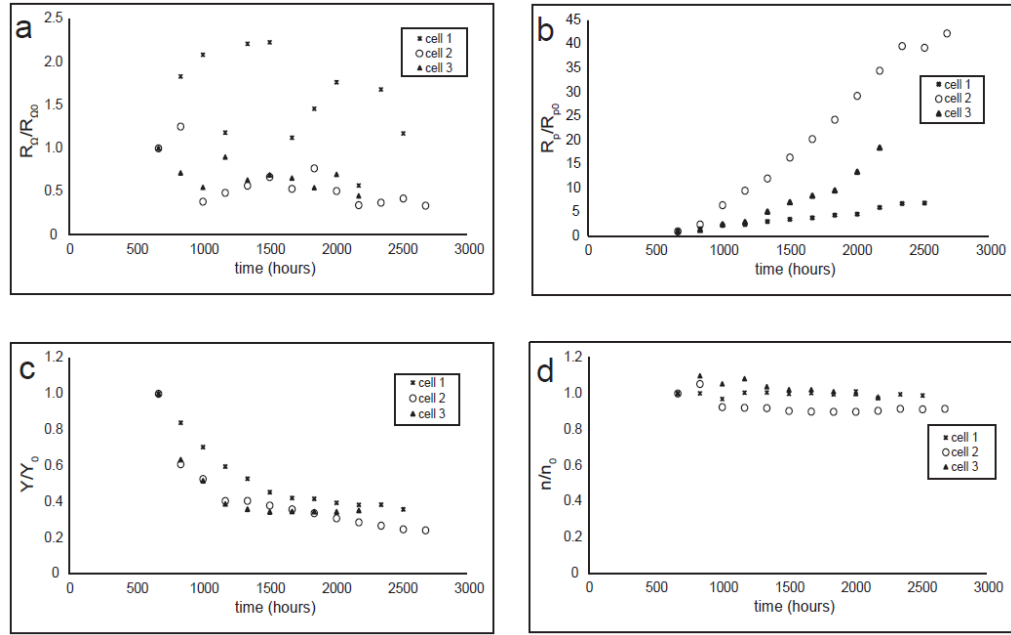 a
2.5
2.0
1.5
1.0
0.5
0
RΩ/RΩ0
0 500 1000 1500 2000 2500 3000
time (hours)
cell 1
cell 2
cell 3
b
45
40
35
30
25
20
15
10
5
0
Rp/Rp0
0 500 1000 1500 2000 2500 3000
time (hours)
cell 1
cell 2
cell 3
c
1.2
1.0
0.8
0.6
0.4
0.2
0
Y/Y0
0 500 1000 1500 2000 2500 3000
time (hours)
cell 1
cell 2
cell 3
d
1.2
1.0
0.8
0.6
0.4
0.2
0
n/n0
0 500 1000 1500 2000 2500 3000
time (hours)
cell 1
cell 2
cell 3